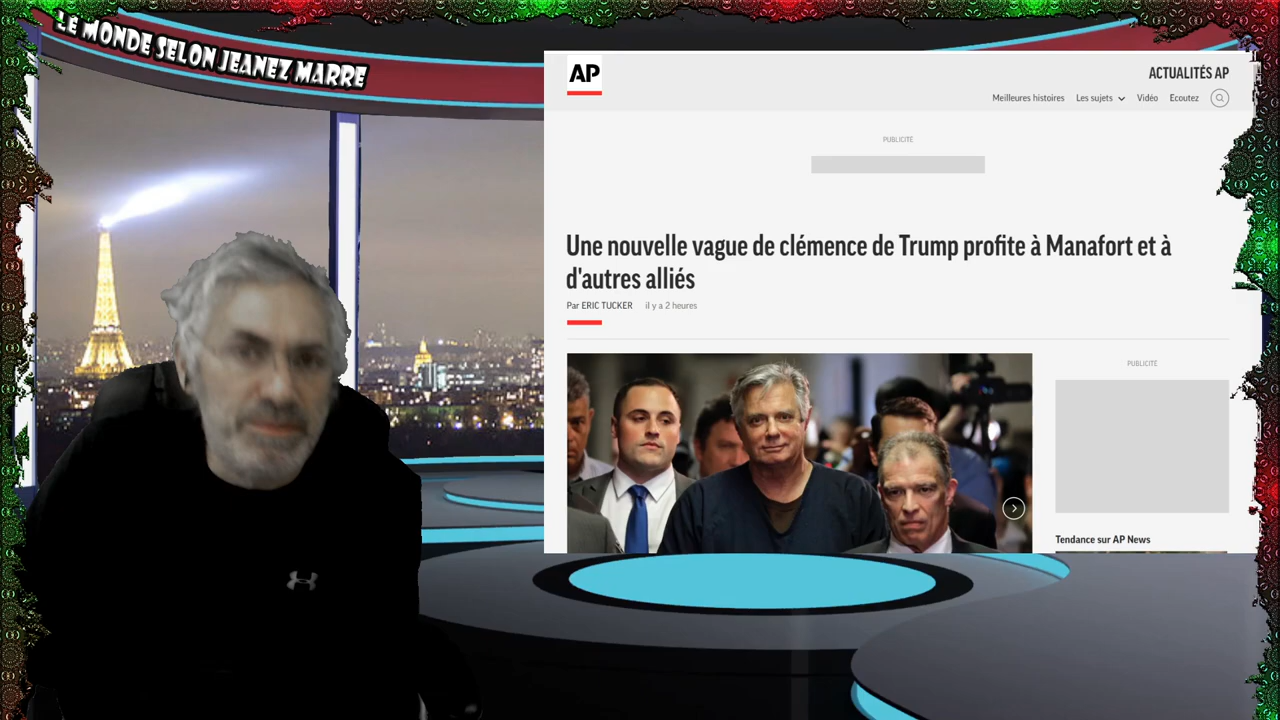 LE MONDE SELON JEANEZ MARRE
AP
ACTUALITÉS AP
Meilleures histoires Les sujets Vidéo Ecoutez
PUBLICITÉ
Une nouvelle vague de clémence de Trump profite à Manafort et à
d'autres alliés
Par ERIC TUCKER il y a 2 heures
PUBLICITÉ
Tendance sur AP News